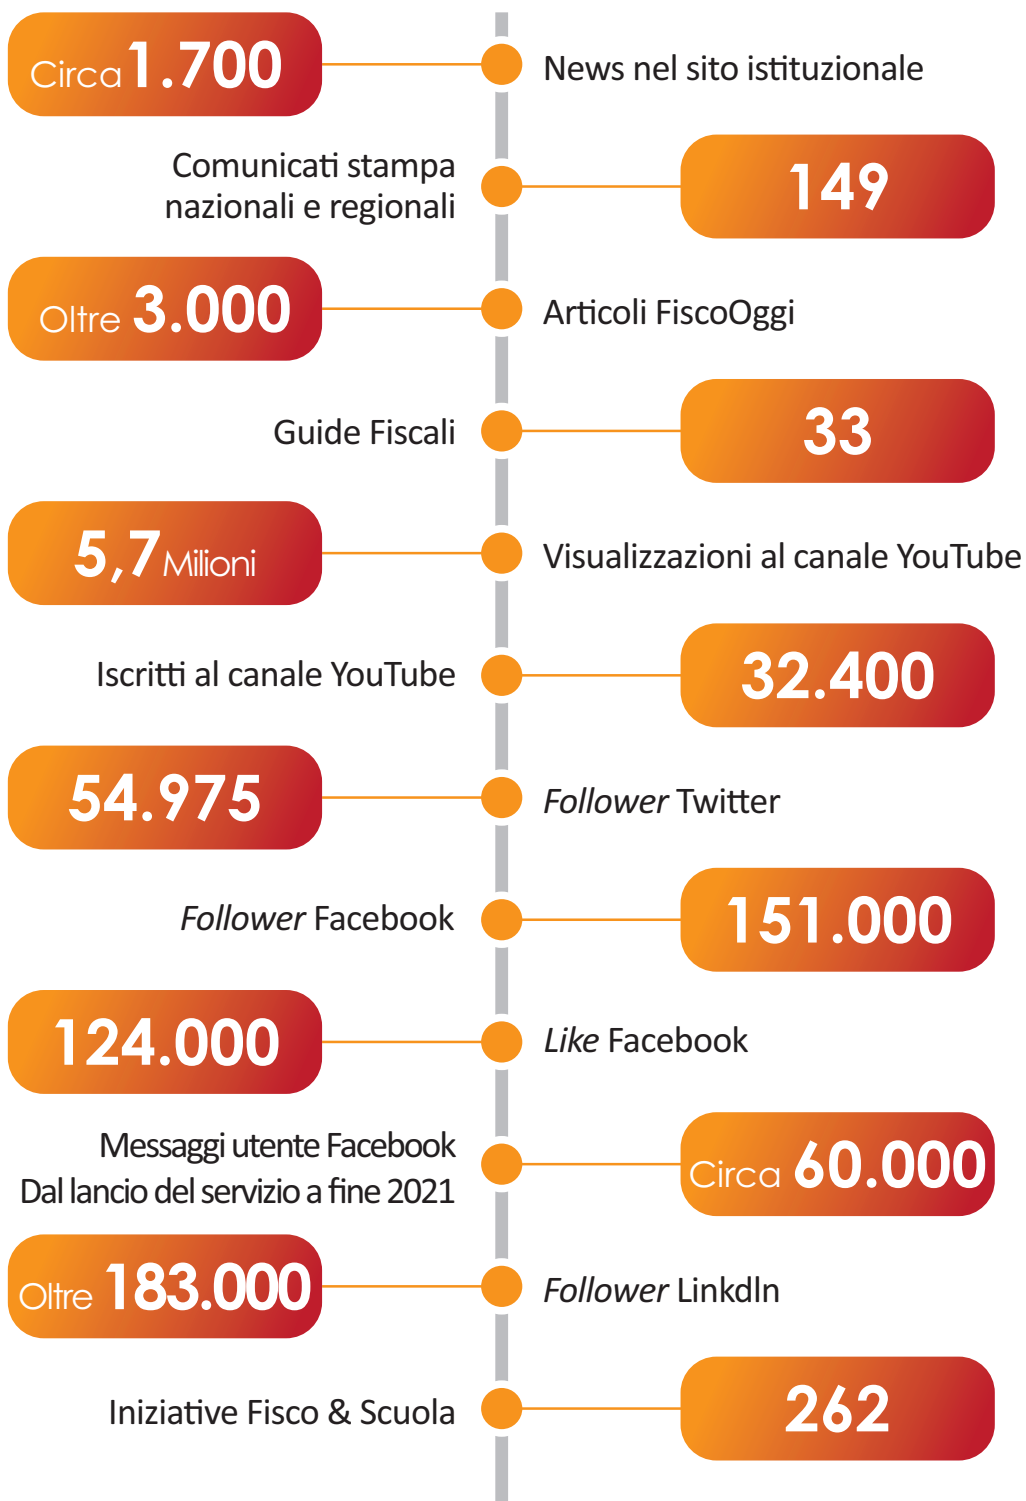 Circa 1.700
News nel sito istituzionale
Comunicati stampa
nazionali e regionali
149
Oltre 3.000
Articoli FiscoOggi
Guide Fiscali
33
5,7 Milioni
Visualizzazioni al canale YouTube
Iscritti al canale YouTube
32.400
54.975
Follower Twitter
Follower Facebook
151.000
124.000
Like Facebook
Messaggi utente Facebook
Dal lancio del servizio a fine 2021
Circa 60.000
Oltre 183.000
Follower Linkdln
Iniziative Fisco & Scuola
262